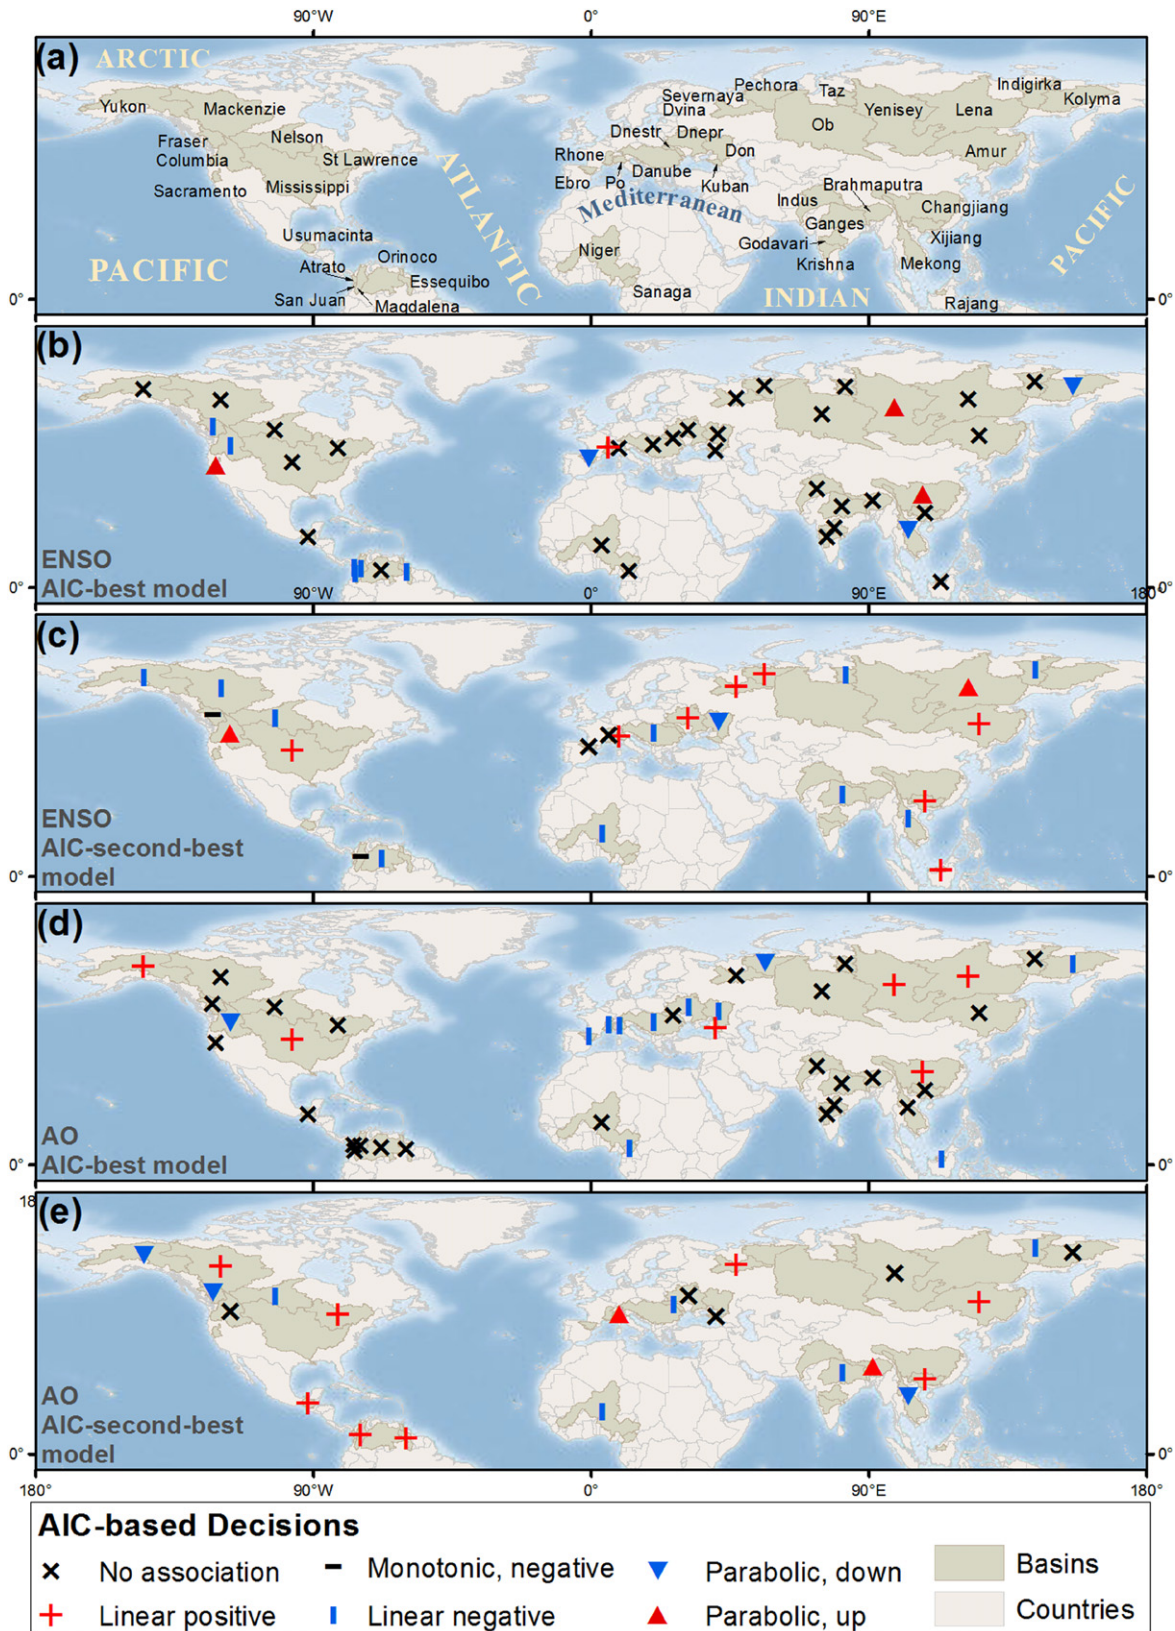 90°W 0° 90°E
(a)
ARCTIC
Yukon
Mackenzie
Nelson
Fraser
Columbia
St Lawrence
Sacramento
Mississippi
Usumacinta
PACIFIC
Atrato
Orinoco
Essequibo
San Juan
Magdalena
ATLANTIC
Pechora
Severnaya
Dvina
Taz
Indigirka
Kolyma
Yenisey
Lena
Ob
Dnestr
Dnepr
Don
Amur
Rhone
Danube
Ebro
Po
Kuban
Mediterranean
Brahmaputra
Indus
Changjiang
Ganges
Godavari
Xijiang
Krishna
Mekong
Niger
Sanaga
INDIAN
Rajang
PACIFIC
0° 0°
(b)
ENSO
AIC-best model
0° 0°
90°W 0° 90°E 180°
(c)
ENSO
AIC-second-best
model
0° 0°
(d)
AO
AIC-best model
0° 0°
18
(e)
AO
AIC-second-best
model
0° 0°
180° 90°W 0° 90°E 180°
AIC-based Decisions
No association
Monotonic, negative
Parabolic, down
Basins
Linear positive
Linear negative
Parabolic, up
Countries